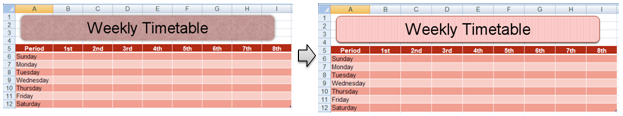 A B C D E F G H I
1
2 Weekly Timetable
3
4
5 Period 1st 2nd 3rd 4th 5th 6th 7th 8th
6 Sunday
7 Monday
8 Tuesday
9 Wednesday
10 Thursday
11 Friday
12 Saturday
A B C D E F G H I
1
2 Weekly Timetable
3
4
5 Period 1st 2nd 3rd 4th 5th 6th 7th 8th
6 Sunday
7 Monday
8 Tuesday
9 Wednesday
10 Thursday
11 Friday
12 Saturday